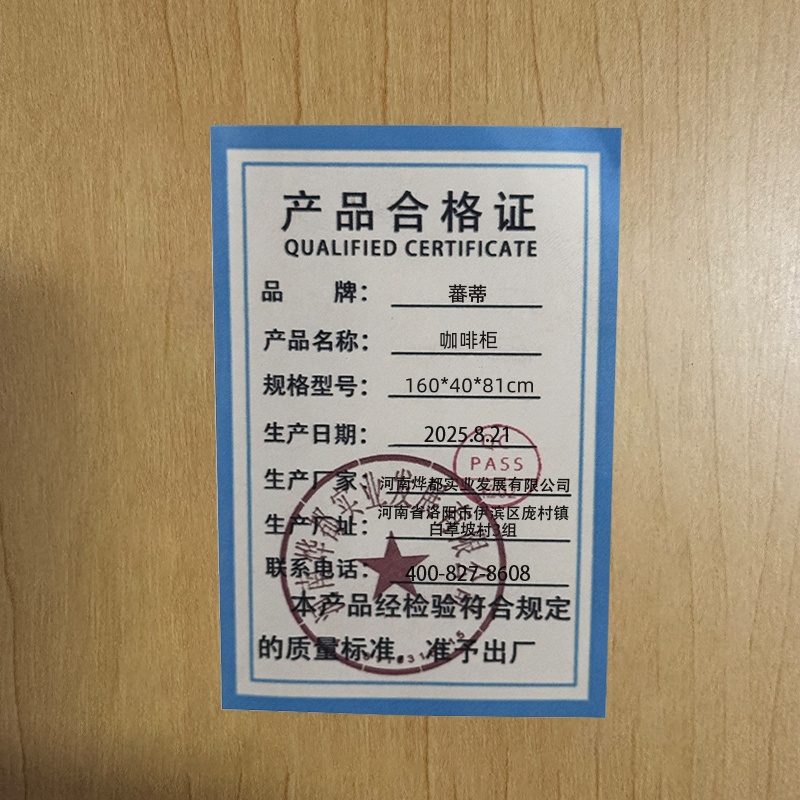 产品合格证
QUALIFIED CERTIFICATE
品 牌： 蕃蒂
产品名称： 咖啡柜
规格型号： 160*40*81cm
生产日期： 2025.8.21
PASS
生产厂家： 河南烨都实业发展有限公司
生产厂址： 河南省洛阳市伊滨区庞村镇
白草坡村3组
联系电话： 400-827-8608
本产品经检验符合规定
的质量标准，准予出厂